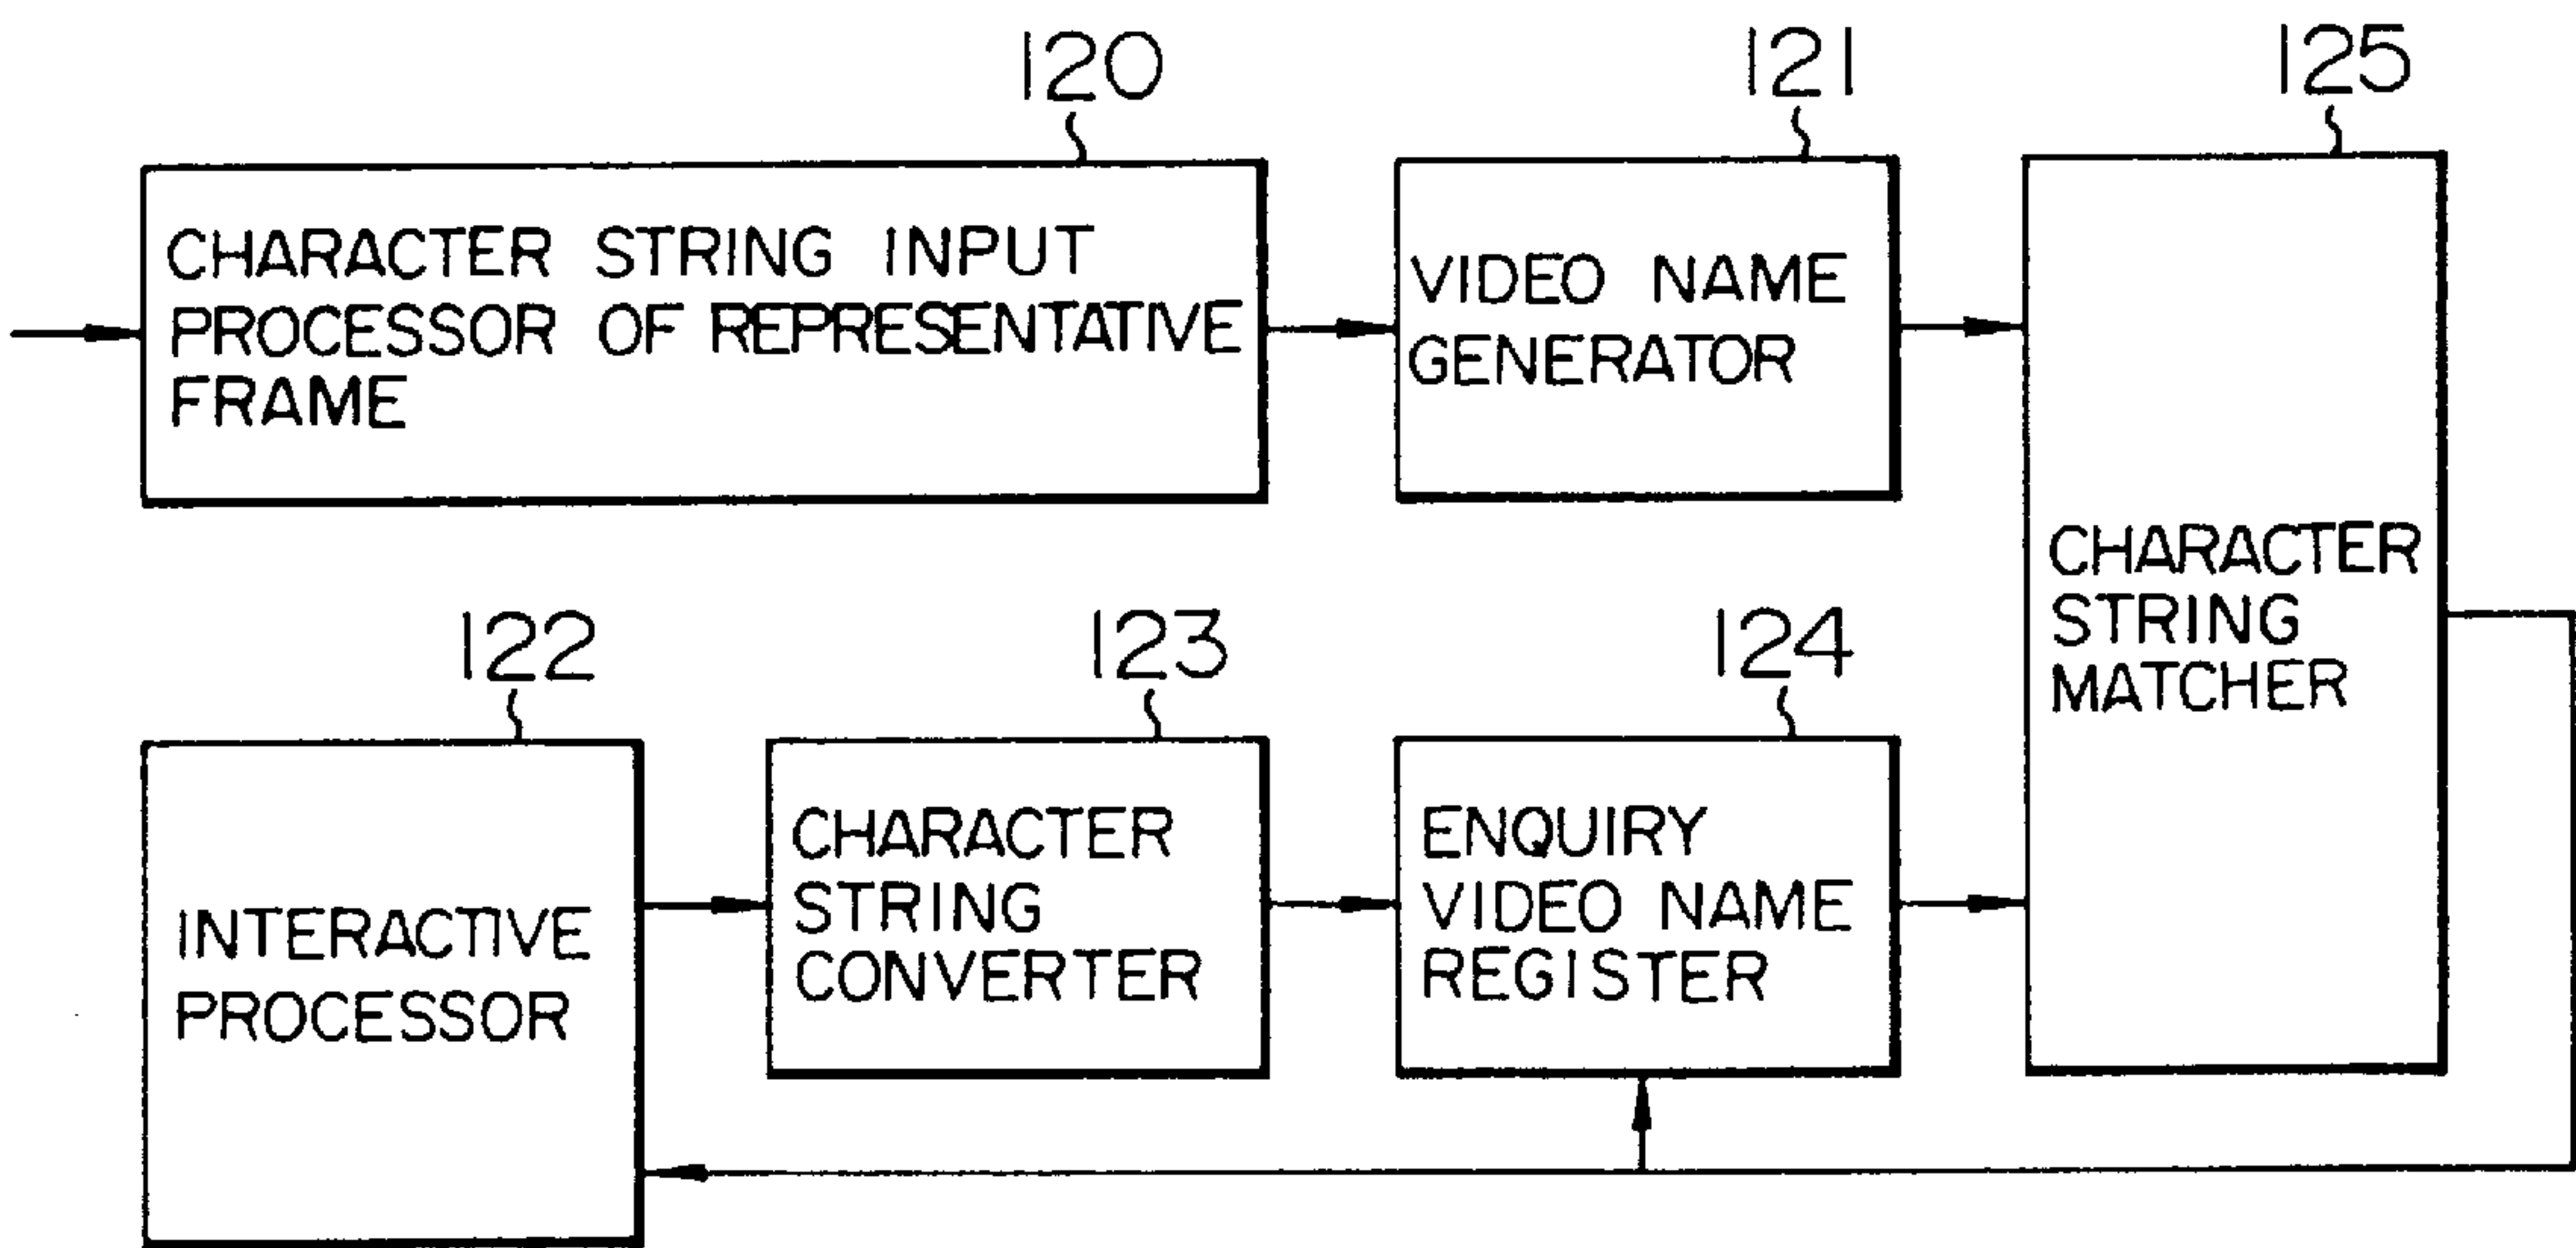 120
CHARACTER STRING INPUT
PROCESSOR OF REPRESENTATIVE
FRAME
121
VIDEO NAME
GENERATOR
125
CHARACTER
STRING
MATCHER
122
INTERACTIVE
PROCESSOR
123
CHARACTER
STRING
CONVERTER
124
ENQUIRY
VIDEO NAME
REGISTER